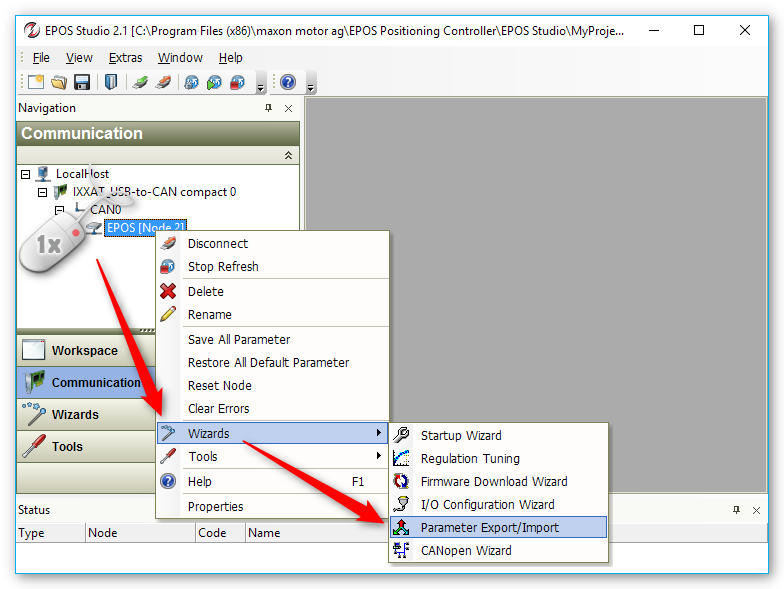 EPOS Studio 2.1 [C:\Program Files (x86)\maxon motor ag\EPOS Positioning Controller\EPOS Studio\MyProje...
File View Extras Window Help
Navigation
Communication
LocalHost
IXXAT_USB-to-CAN compact 0
CAN0
EPOS [Node 2]
1x
Disconnect
Stop Refresh
Delete
Rename
Save All Parameter
Restore All Default Parameter
Reset Node
Clear Errors
Wizards
Tools
Help F1
Properties
Workspace
Communication
Wizards
Tools
Startup Wizard
Regulation Tuning
Firmware Download Wizard
I/O Configuration Wizard
Parameter Export/Import
CANopen Wizard
Status
Type Node Code Name